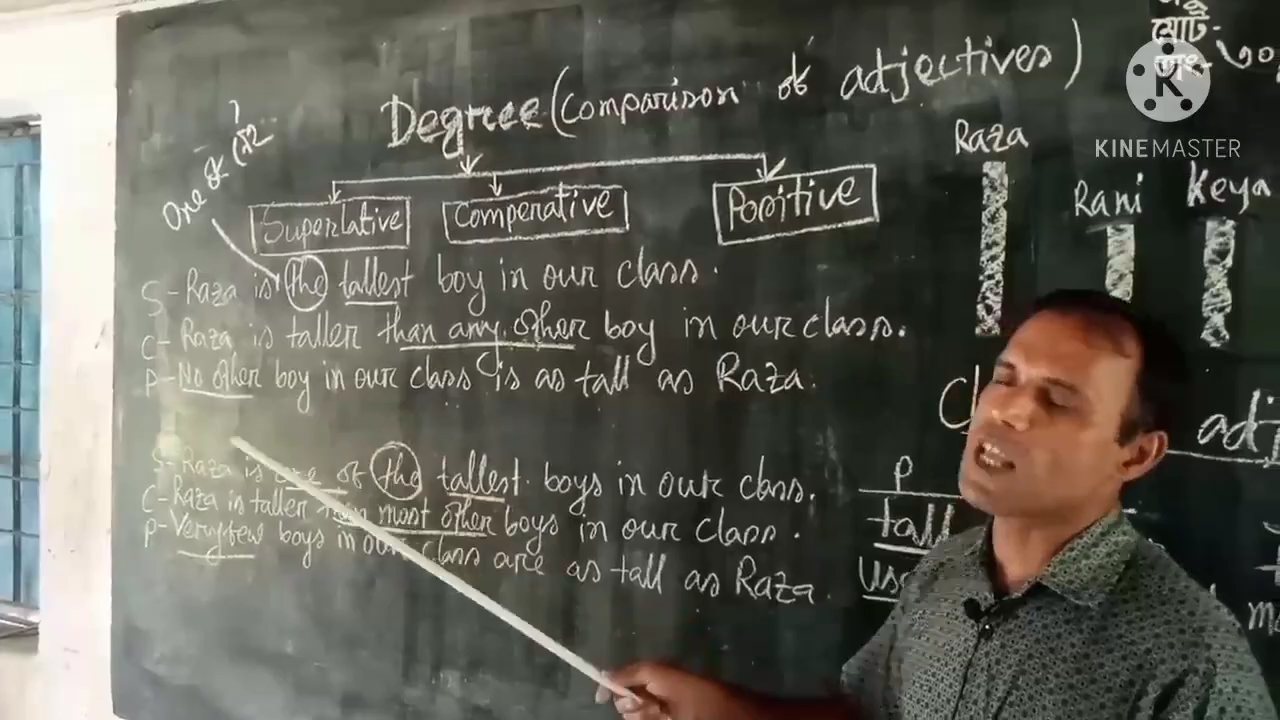 Degree (Comparison of adjectives)
One of
Superlative
Comperative
Positive
S - Raza is the tallest boy in our class.
C - Raza is taller than any other boy in our class.
P - No other boy in our class is as tall as Raza.
S - Raza is one of the tallest boys in our class.
C - Raza is taller than most other boys in our class.
P - Very few boys in our class are as tall as Raza.
মোট-
Raza
Rani
Keya
adj
P
tall
KINEMASTER